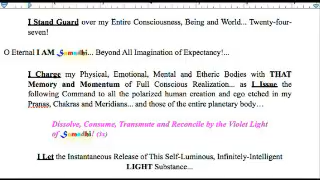 I Stand Guard over my Entire Consciousness, Being and World... Twenty-four-
seven!
O Eternal I AM Samadhi... Beyond All Imagination of Expectancy!...
I Charge my Physical, Emotional, Mental and Etheric Bodies with THAT
Memory and Momentum of Full Conscious Realization... as I Issue the
following Command to all the polarized human creation and ego etched in my
Pranas, Chakras and Meridians... and those of the entire planetary body...
Dissolve, Consume, Transmute and Reconcile by the Violet Light
of Samadhi! (3x)
I Let the Instantaneous Release of This Self-Luminous, Infinitely-Intelligent
LIGHT Substance...